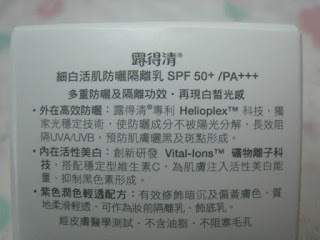 露得清®
細白活肌防曬隔離乳 SPF 50+ /PA+++
多重防曬及隔離功效，再現白皙光感
• 外在高效防曬：露得清®專利 Helioplex™ 科技，獨
家光穩定技術，使防曬成分不被陽光分解，長效阻
隔UVA/UVB，預防肌膚曬黑及斑點形成。
• 內在活性美白：創新研發 Vital-Ions™ 礦物離子科
技，搭配穩定型維生素C，為肌膚注入活性美白能
量、抑制黑色素形成。
• 紫色潤色輕透配方：有效修飾暗沉及偏黃膚色，質
地柔滑輕透，可作為妝前隔離乳、飾底乳。
經皮膚醫學測試，不含油脂，不阻塞毛孔